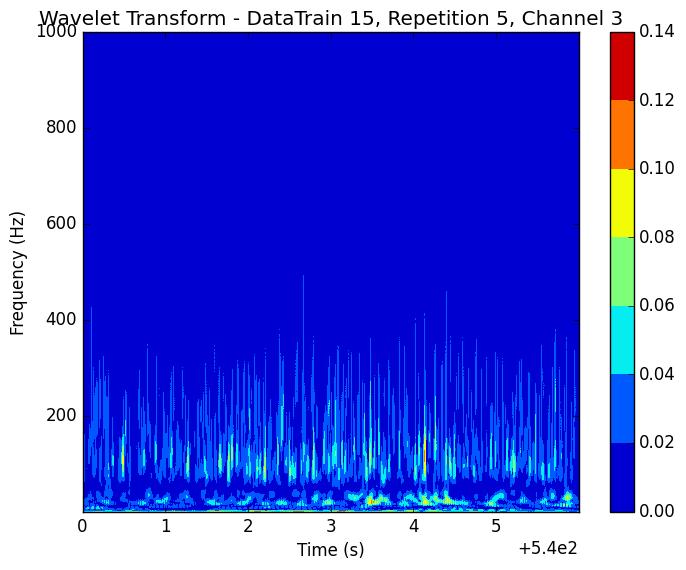 Wavelet Transform - DataTrain 15, Repetition 5, Channel 3
1000
800
600
400
200
Frequency (Hz)
0 1 2 3 4 5
Time (s)
+5.4e2
0.14
0.12
0.10
0.08
0.06
0.04
0.02
0.00